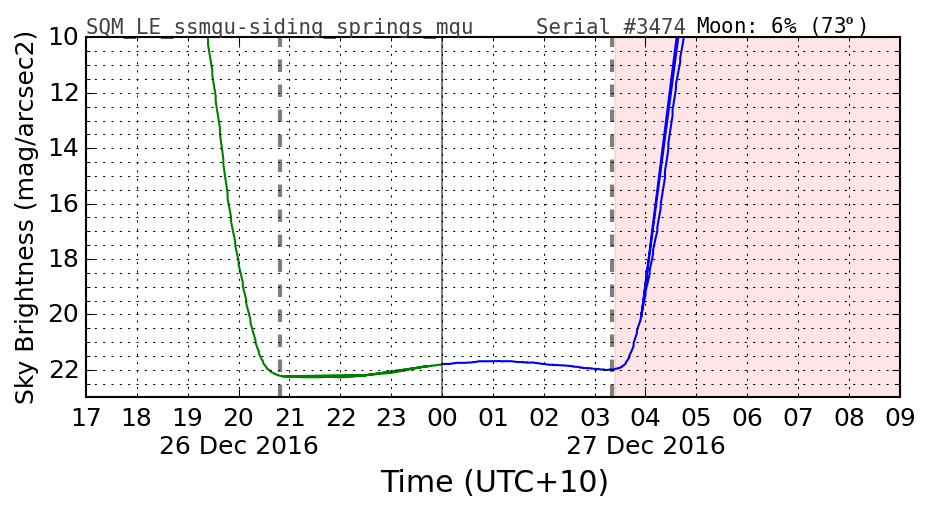 SQM_LE_ssmqu-siding_springs_mqu Serial #3474 Moon: 6% (73°)
Sky Brightness (mag/arcsec2)
10
12
14
16
18
20
22
17 18 19 20 21 22 23 00 01 02 03 04 05 06 07 08 09
26 Dec 2016 27 Dec 2016
Time (UTC+10)